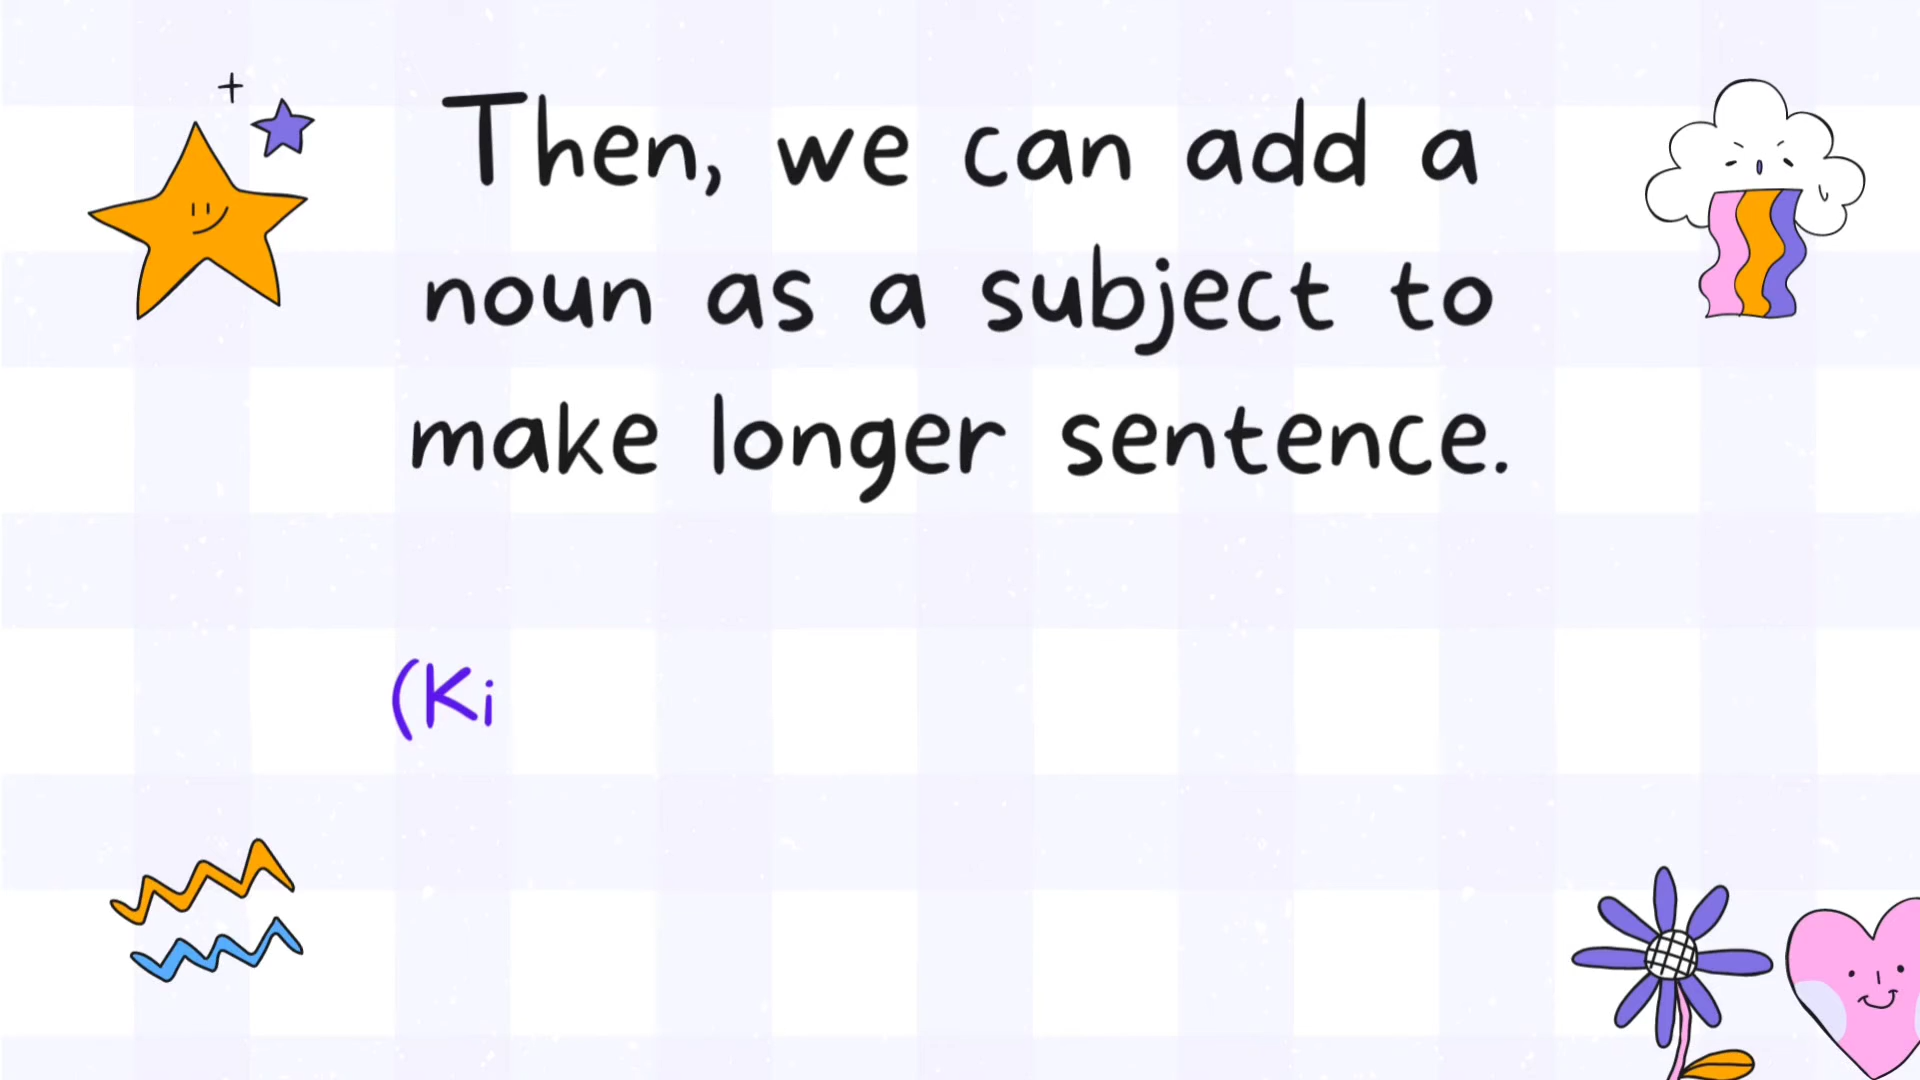 Then, we can add a
noun as a subject to
make longer sentence.
(Ki